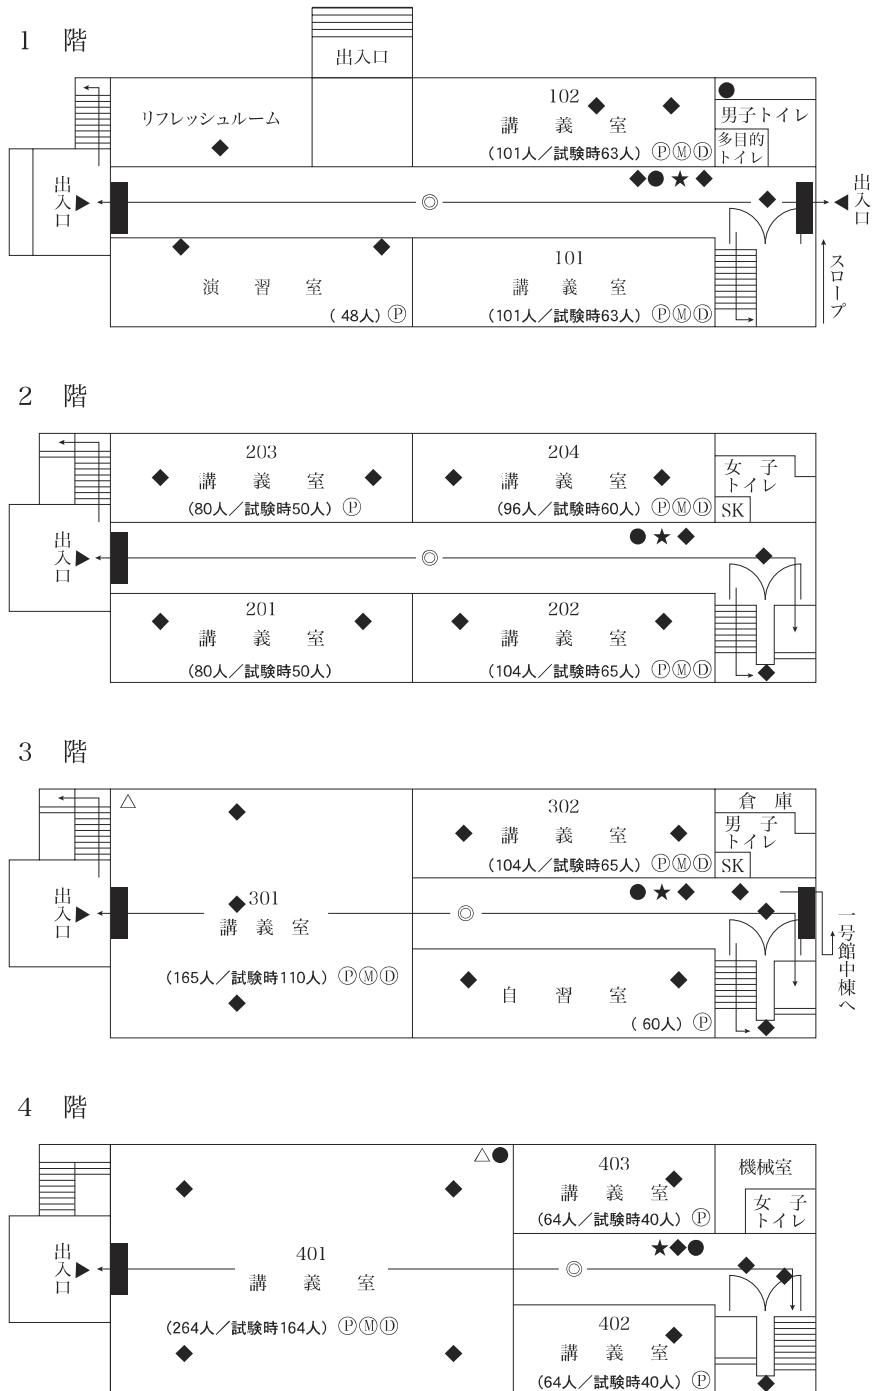 1 階
出入口
リフレッシュルーム
102
講 義 室
(101人／試験時63人) Ⓟ Ⓜ Ⓓ
男子トイレ
多目的
トイレ
出入口
出入口
演 習 室
( 48人) Ⓟ
101
講 義 室
(101人／試験時63人) Ⓟ Ⓜ Ⓓ
スロープ
2 階
203
講 義 室
(80人／試験時50人) Ⓟ
204
講 義 室
(96人／試験時60人) Ⓟ Ⓜ Ⓓ
女 子
トイレ
SK
出入口
201
講 義 室
(80人／試験時50人)
202
講 義 室
(104人／試験時65人) Ⓟ Ⓜ Ⓓ
3 階
302
講 義 室
(104人／試験時65人) Ⓟ Ⓜ Ⓓ
倉 庫
男 子
トイレ
SK
出入口
301
講 義 室
(165人／試験時110人) Ⓟ Ⓜ Ⓓ
自 習 室
( 60人) Ⓟ
一号館中棟へ
4 階
403
講 義 室
(64人／試験時40人) Ⓟ
機械室
女 子
トイレ
出入口
401
講 義 室
(264人／試験時164人) Ⓟ Ⓜ Ⓓ
402
講 義 室
(64人／試験時40人) Ⓟ